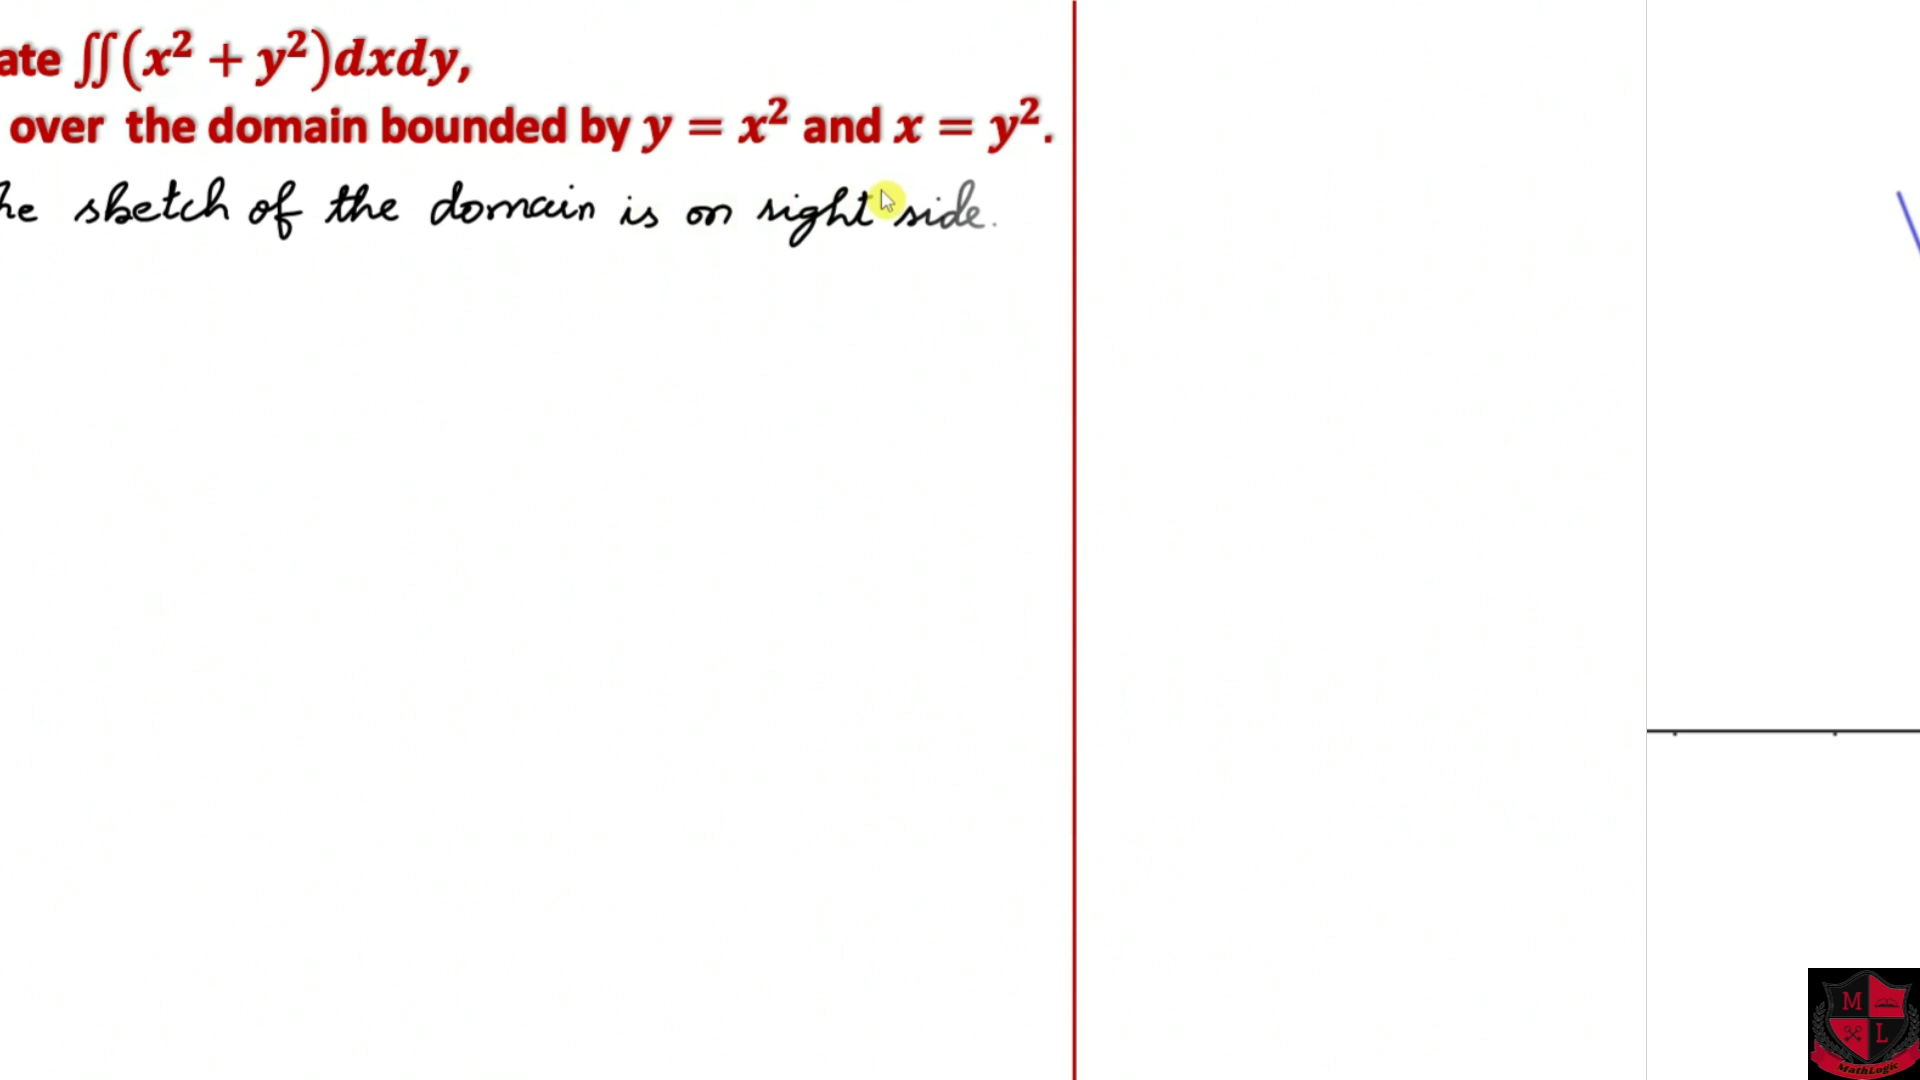 ate ∬(x² + y²)dxdy,
over the domain bounded by y = x² and x = y².
he sketch of the domain is on right side.
M
L
MathLogic